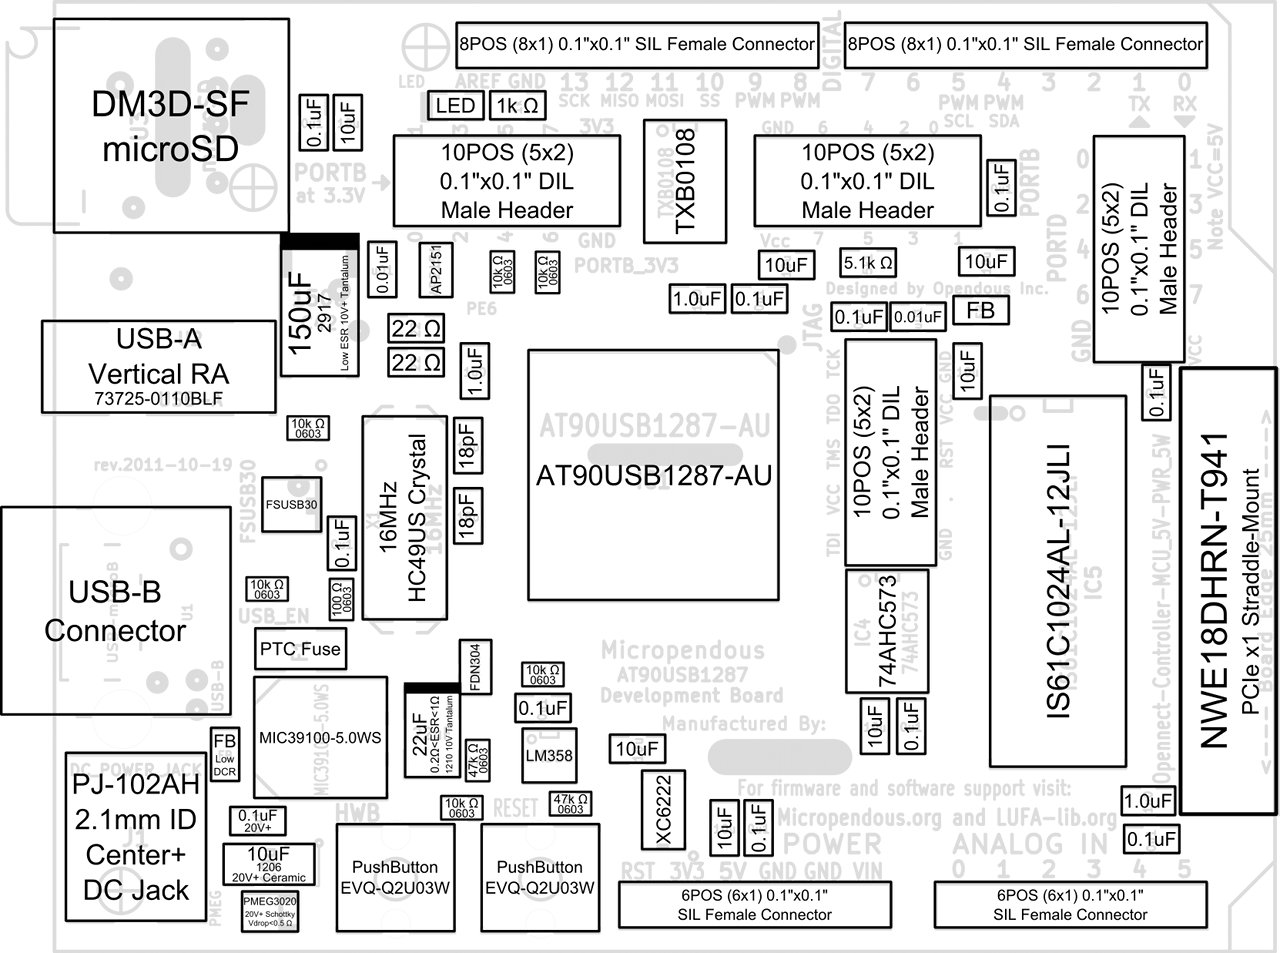 8POS (8x1) 0.1"x0.1" SIL Female Connector
8POS (8x1) 0.1"x0.1" SIL Female Connector
DIGITAL
LED
AREF GND 13 12 11 10 9 8 7 6 5 4 3 2 1 0
SCK MISO MOSI SS PWM PWM PWM PWM TX RX
SCL SDA
DM3D-SF
microSD
0.1uF
10uF
LED
1k Ω
3V3
PORTB
at 3.3V
10POS (5x2)
0.1"x0.1" DIL
Male Header
TXB0108
TXB0108
GND 6 4 2 0
10POS (5x2)
0.1"x0.1" DIL
Male Header
0.1uF
PORTB
PORTD
0
2
4
6
10POS (5x2)
0.1"x0.1" DIL
Male Header
1
3
5
7
Note VCC=5V
GND
VCC
0 2 4 6 GND
PORTB_3V3
Vcc 7 5 3 1
150uF
2917
Low ESR 10V+ Tantalum
0.01uF
AP2151
10k Ω
0603
10k Ω
0603
10uF
5.1k Ω
10uF
Designed by Opendous Inc.
1.0uF
0.1uF
0.1uF
0.01uF
FB
PE6
22 Ω
22 Ω
1.0uF
JTAG
USB-A
Vertical RA
73725-0110BLF
10k Ω
0603
AT90USB1287-AU
AT90USB1287-AU
TCK
TDO
TMS
VCC
TDI
10POS (5x2)
0.1"x0.1" DIL
Male Header
GND
VCC
RST
GND
10uF
0.1uF
IS61C1024AL-12JLI
IC5
Opennect-Controller-MCU_5V-PWR_5W
NWE18DHRN-T941
PCIe x1 Straddle-Mount
rev.2011-10-19
FSUSB30
FSUSB30
16MHz
HC49US Crystal
16MHz
18pF
18pF
0.1uF
USB-B
Connector
U1
USB-B
10k Ω
0603
100 Ω
0603
USB_EN
PTC Fuse
74AHC573
IC4
74AHC573
FDN304
10k Ω
0603
Micropendous
AT90USB1287
Development Board
Manufactured By:
MIC39100-5.0WS
22uF
0.2Ω<ESR<1Ω
1210 10V Tantalum
0.1uF
LM358
47k Ω
0603
10uF
0.1uF
10uF
FB
Low
DCR
DC_POWER_JACK
PJ-102AH
2.1mm ID
Center+
DC Jack
0.1uF
20V+
10uF
1206
20V+ Ceramic
PMEG3020
20V+ Schottky
Vdrop<0.5 Ω
PMEG
HWB
10k Ω
0603
RESET
47k Ω
0603
PushButton
EVQ-Q2U03W
PushButton
EVQ-Q2U03W
XC6222
10uF
0.1uF
For firmware and software support visit:
Micropendous.org and LUFA-lib.org
1.0uF
0.1uF
POWER
ANALOG IN
RST 3V3 5V GND GND VIN
0 1 2 3 4 5
6POS (6x1) 0.1"x0.1"
SIL Female Connector
6POS (6x1) 0.1"x0.1"
SIL Female Connector